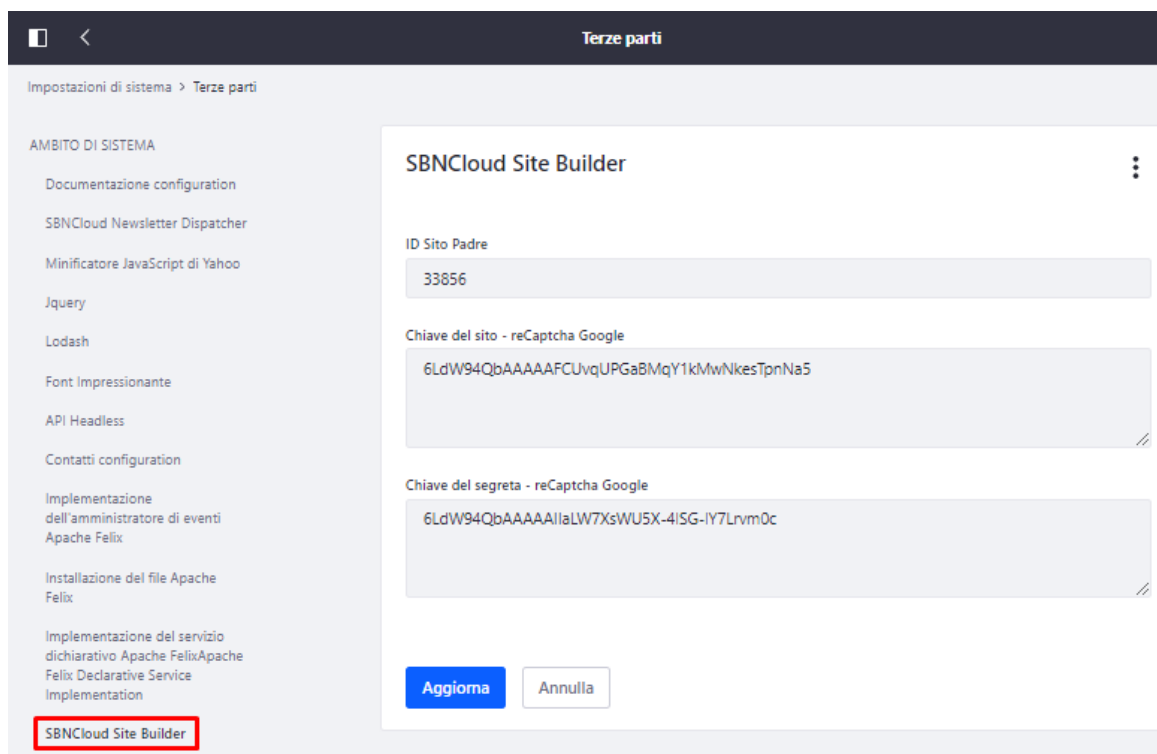 Terze parti
Impostazioni di sistema > Terze parti
AMBITO DI SISTEMA
Documentazione configuration
SBNCloud Newsletter Dispatcher
Minificatore JavaScript di Yahoo
Jquery
Lodash
Font Impressionante
API Headless
Contatti configuration
Implementazione
dell'amministratore di eventi
Apache Felix
Installazione del file Apache
Felix
Implementazione del servizio
dichiarativo Apache FelixApache
Felix Declarative Service
Implementation
SBNCloud Site Builder
SBNCloud Site Builder
ID Sito Padre
33856
Chiave del sito - reCaptcha Google
6LdW94QbAAAAAFCUvqUPGaBMqY1kMwNkesTpnNa5
Chiave del segreta - reCaptcha Google
6LdW94QbAAAAAIIaLW7XsWU5X-4ISG-IY7Lrvm0c
Aggiorna
Annulla